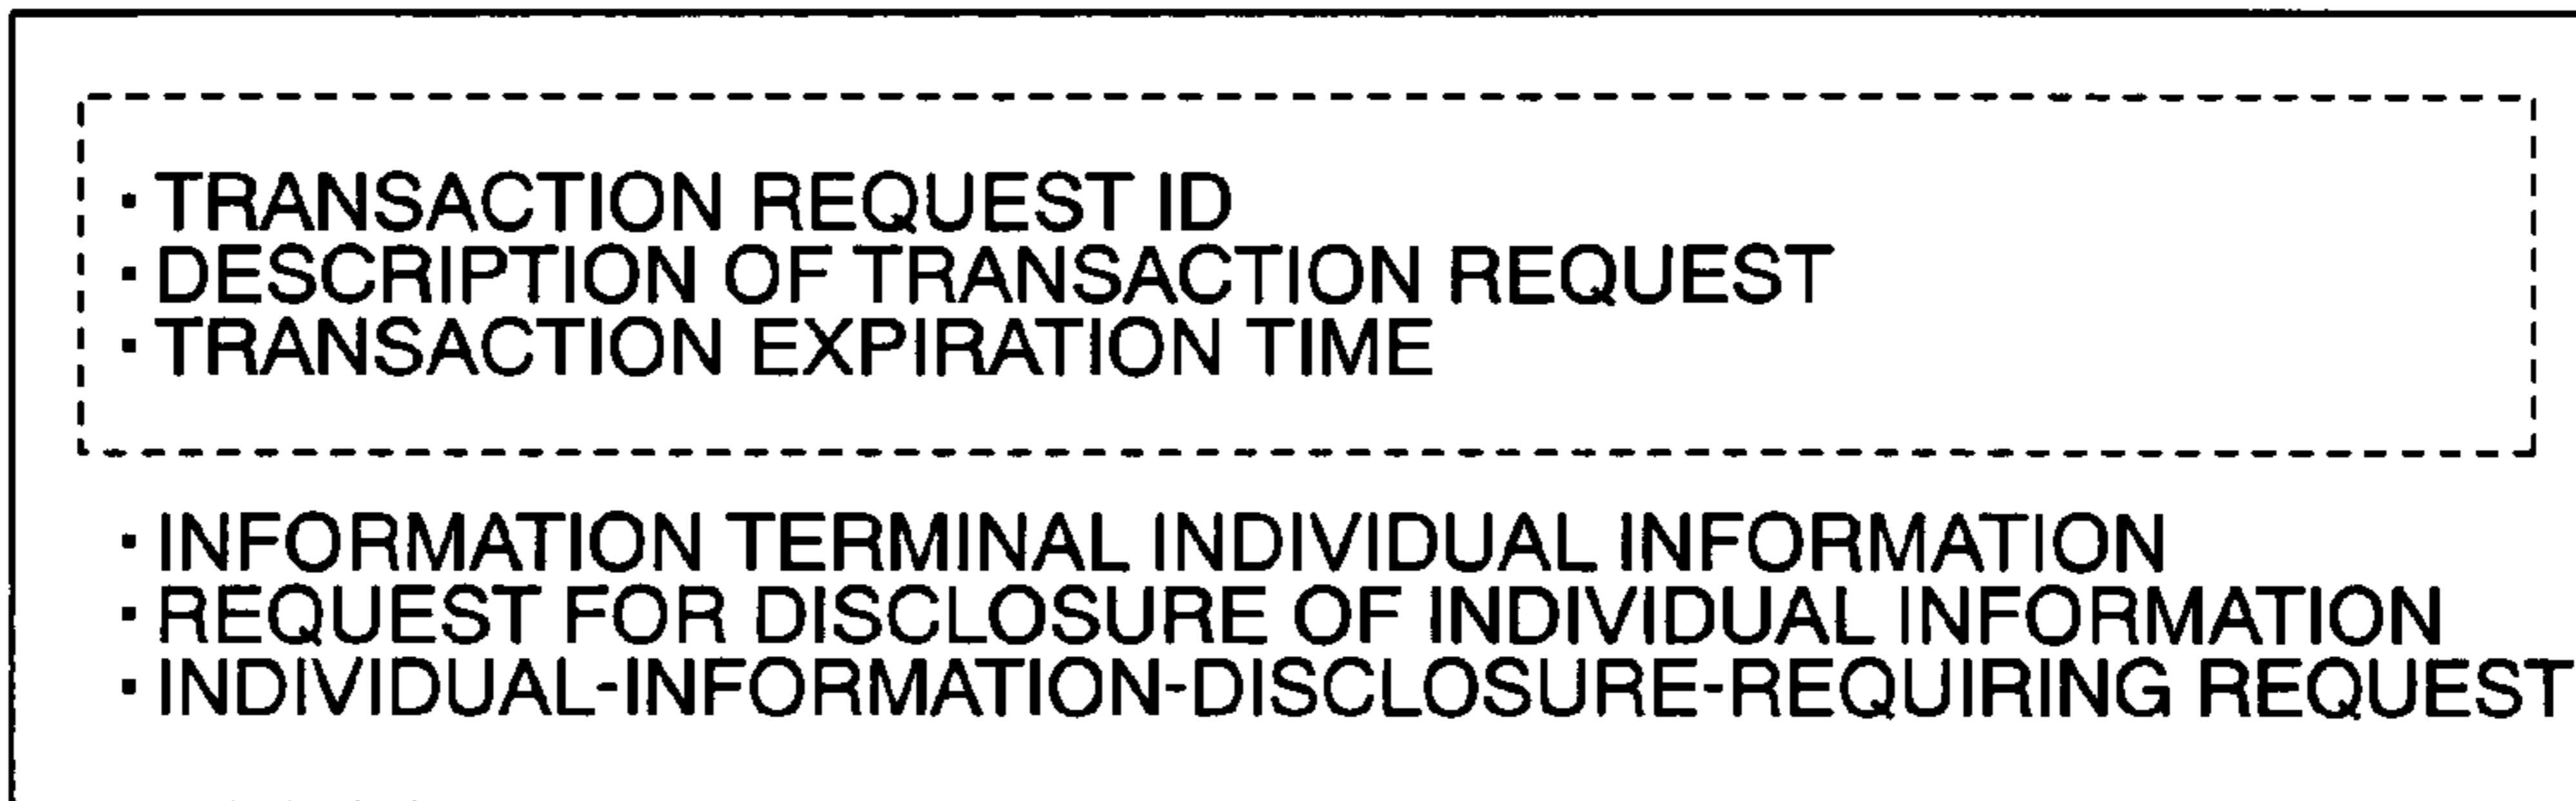 · TRANSACTION REQUEST ID
· DESCRIPTION OF TRANSACTION REQUEST
· TRANSACTION EXPIRATION TIME
· INFORMATION TERMINAL INDIVIDUAL INFORMATION
· REQUEST FOR DISCLOSURE OF INDIVIDUAL INFORMATION
· INDIVIDUAL-INFORMATION-DISCLOSURE-REQUIRING REQUEST